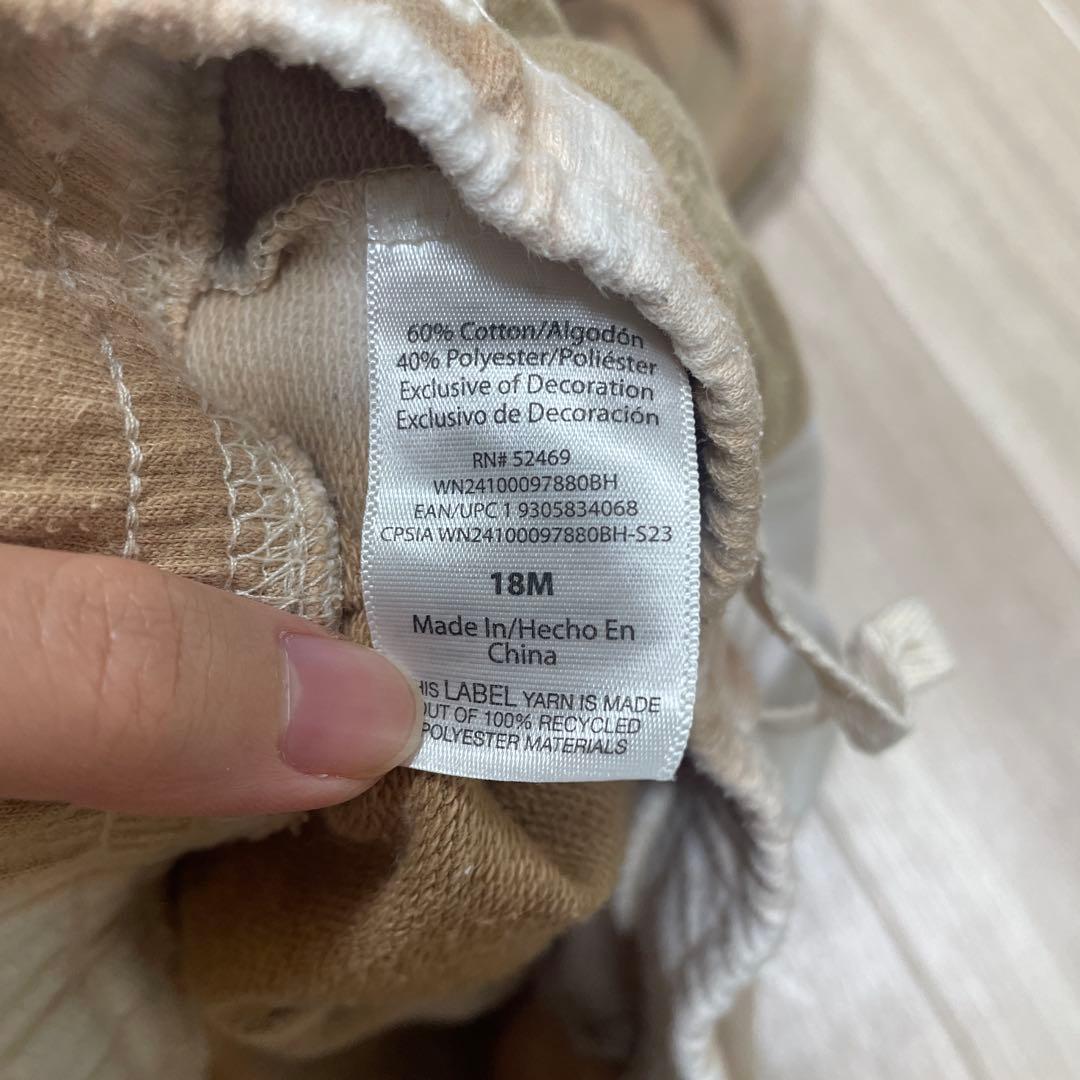 60% Cotton/Algodón
40% Polyester/Poliéster
Exclusive of Decoration
Exclusivo de Decoración
RN# 52469
WN24100097880BH
EAN/UPC 1 9305834068
CPSIA WN24100097880BH-S23
18M
Made In/Hecho En
China
LABEL YARN IS MADE
OUT OF 100% RECYCLED
POLYESTER MATERIALS